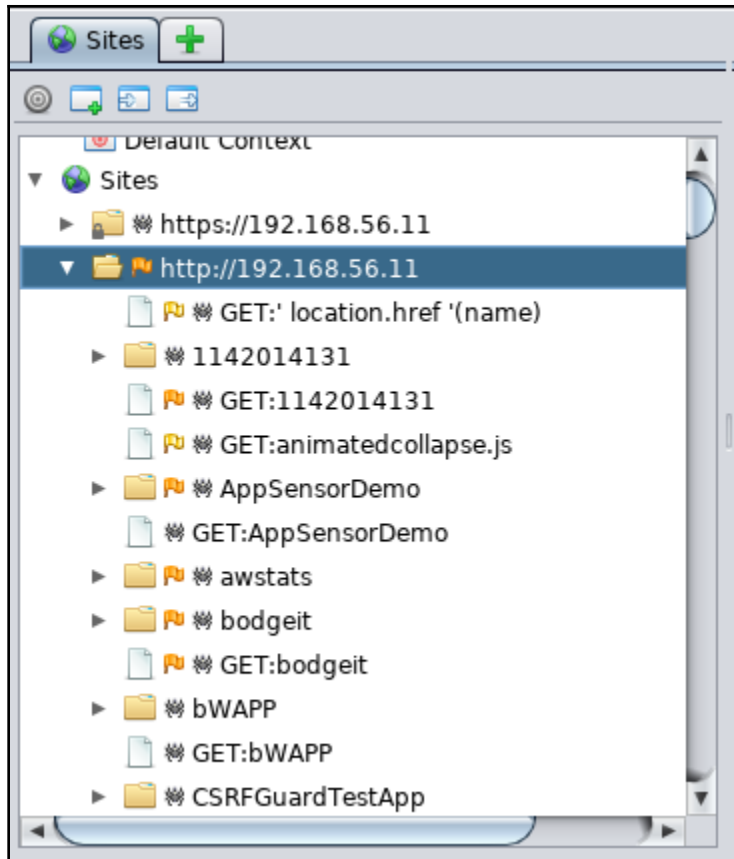 Sites
Default Context
Sites
https://192.168.56.11
http://192.168.56.11
GET:' location.href '(name)
1142014131
GET:1142014131
GET:animatedcollapse.js
AppSensorDemo
GET:AppSensorDemo
awstats
bodgeit
GET:bodgeit
bWAPP
GET:bWAPP
CSRFGuardTestApp